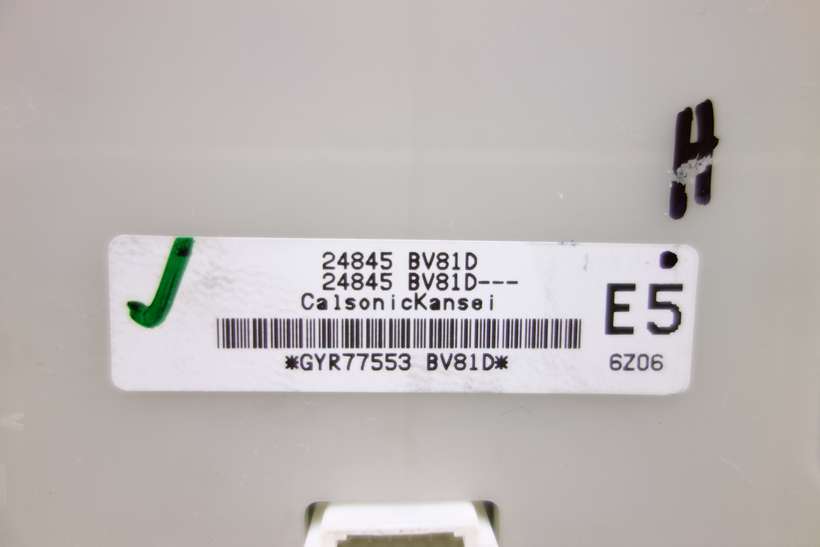 H
24845 BV81D
24845 BV81D---
CalsonicKansei
E5
*GYR77553 BV81D*
6Z06